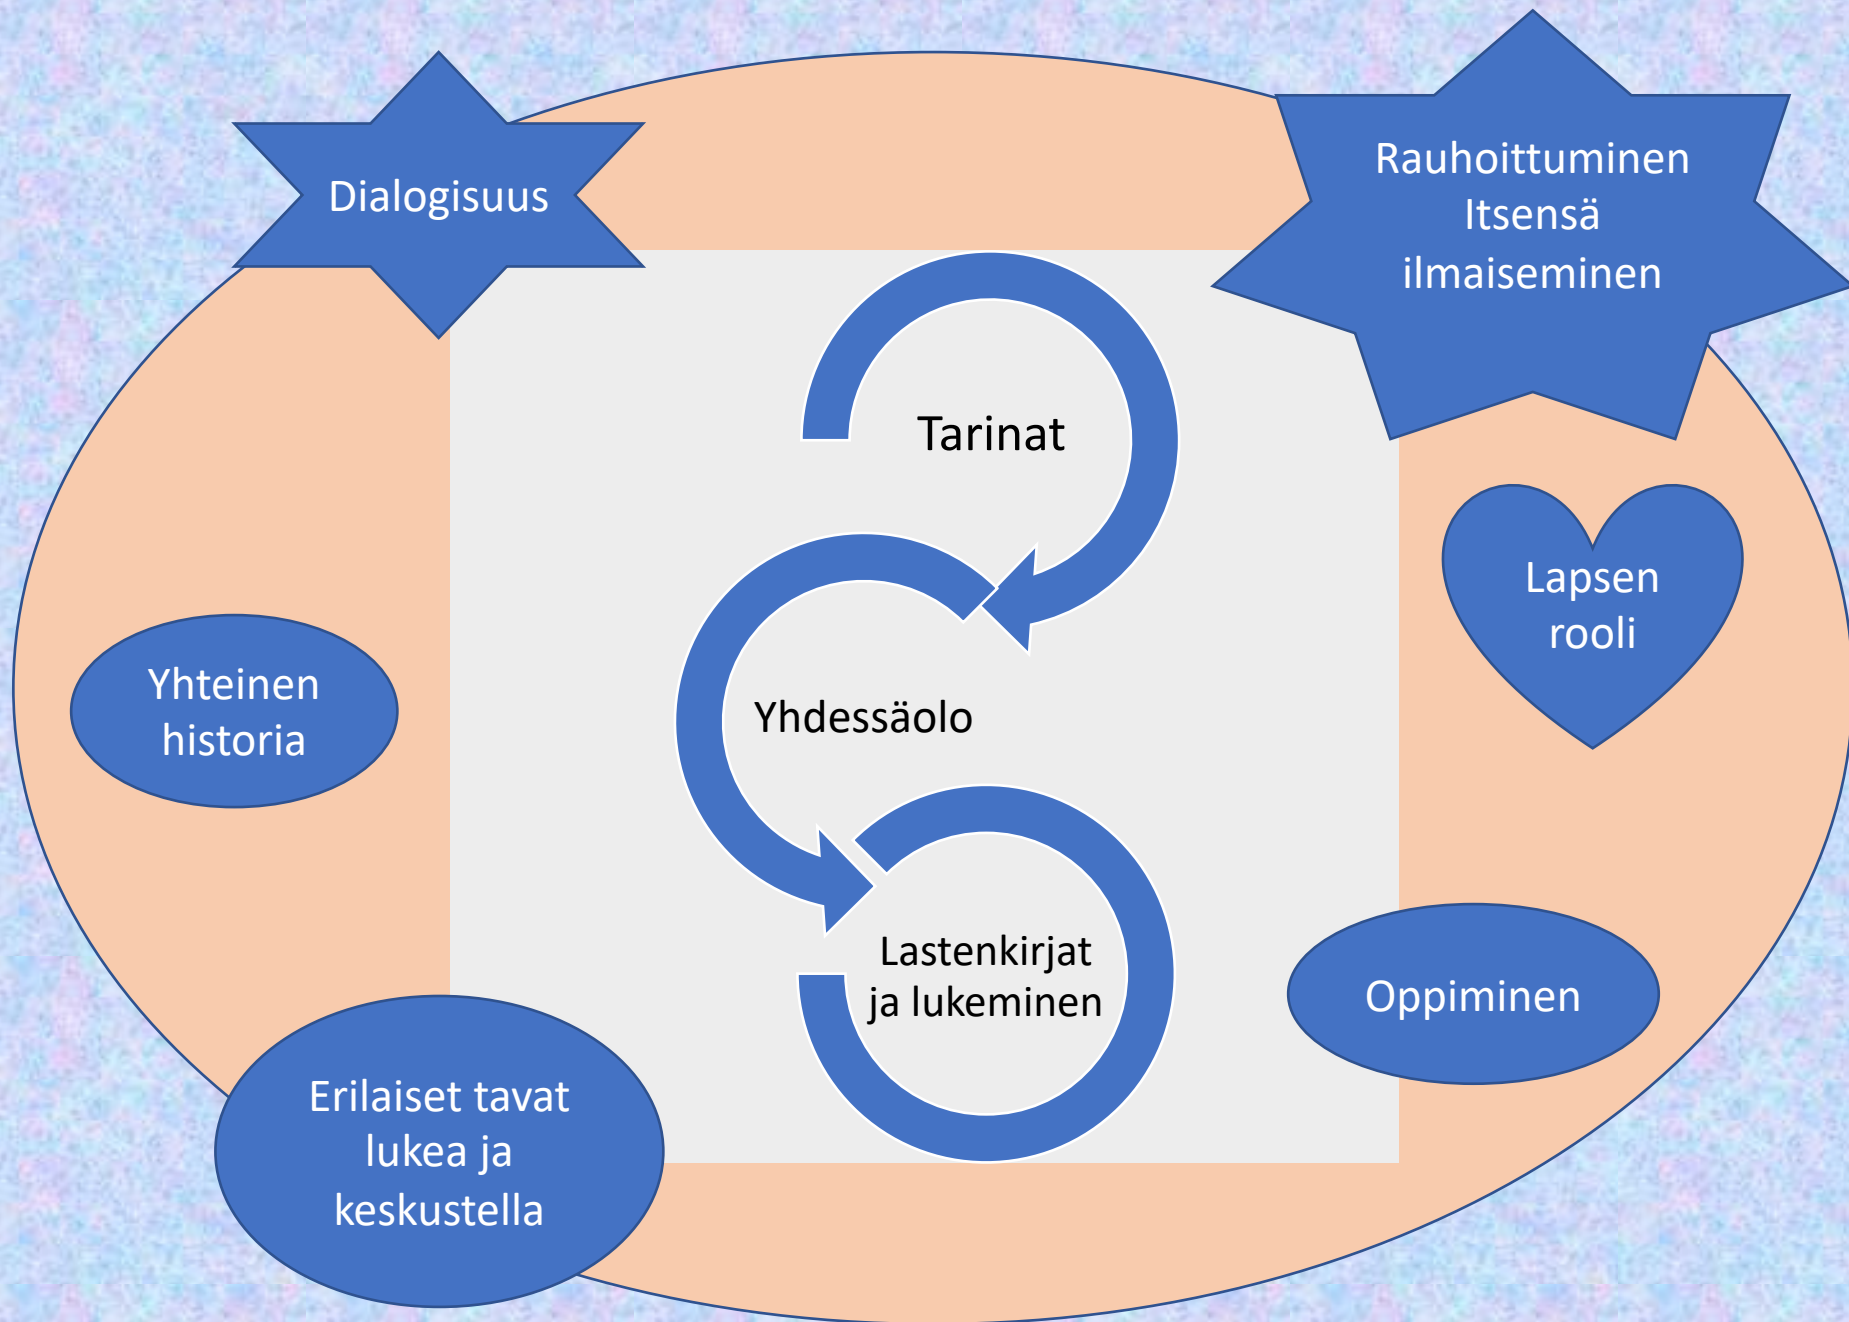 Dialogisuus
Rauhoittuminen
Itsensä
ilmaiseminen
Tarinat
Lapsen
rooli
Yhteinen
historia
Yhdessäolo
Lastenkirjat
ja lukeminen
Oppiminen
Erilaiset tavat
lukea ja
keskustella